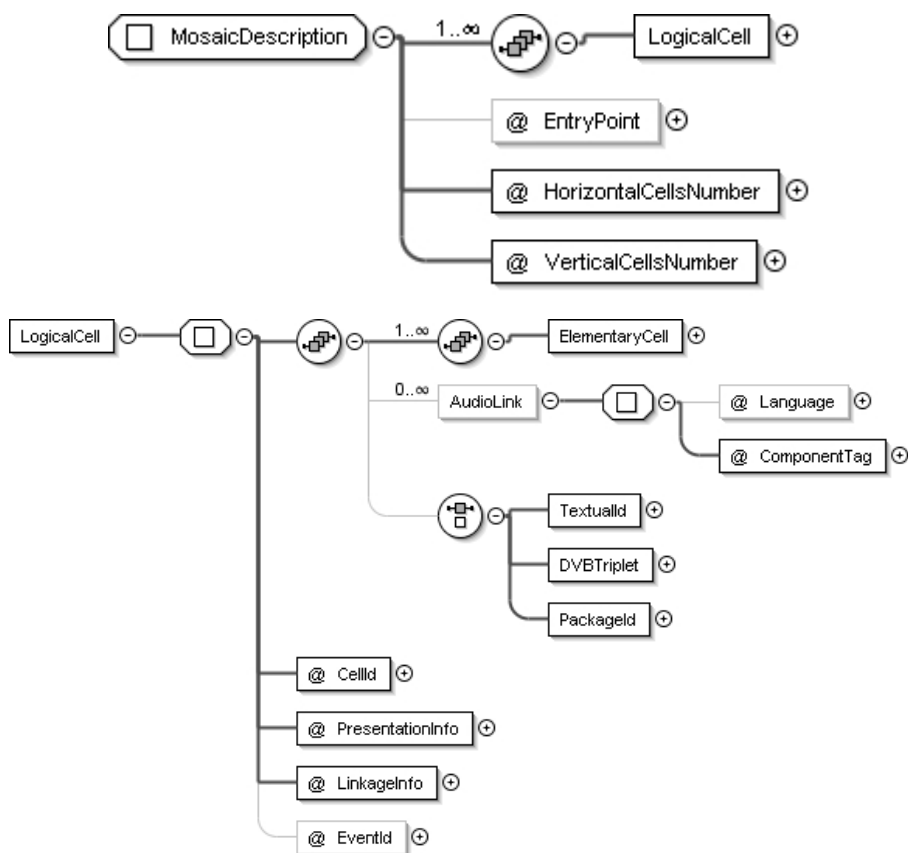 MosaicDescription
1..∞
LogicalCell
@ EntryPoint
@ HorizontalCellsNumber
@ VerticalCellsNumber
LogicalCell
1..∞
ElementaryCell
0..∞
AudioLink
@ Language
@ ComponentTag
TextualId
DVBTriplet
PackageId
@ CellId
@ PresentationInfo
@ LinkageInfo
@ EventId